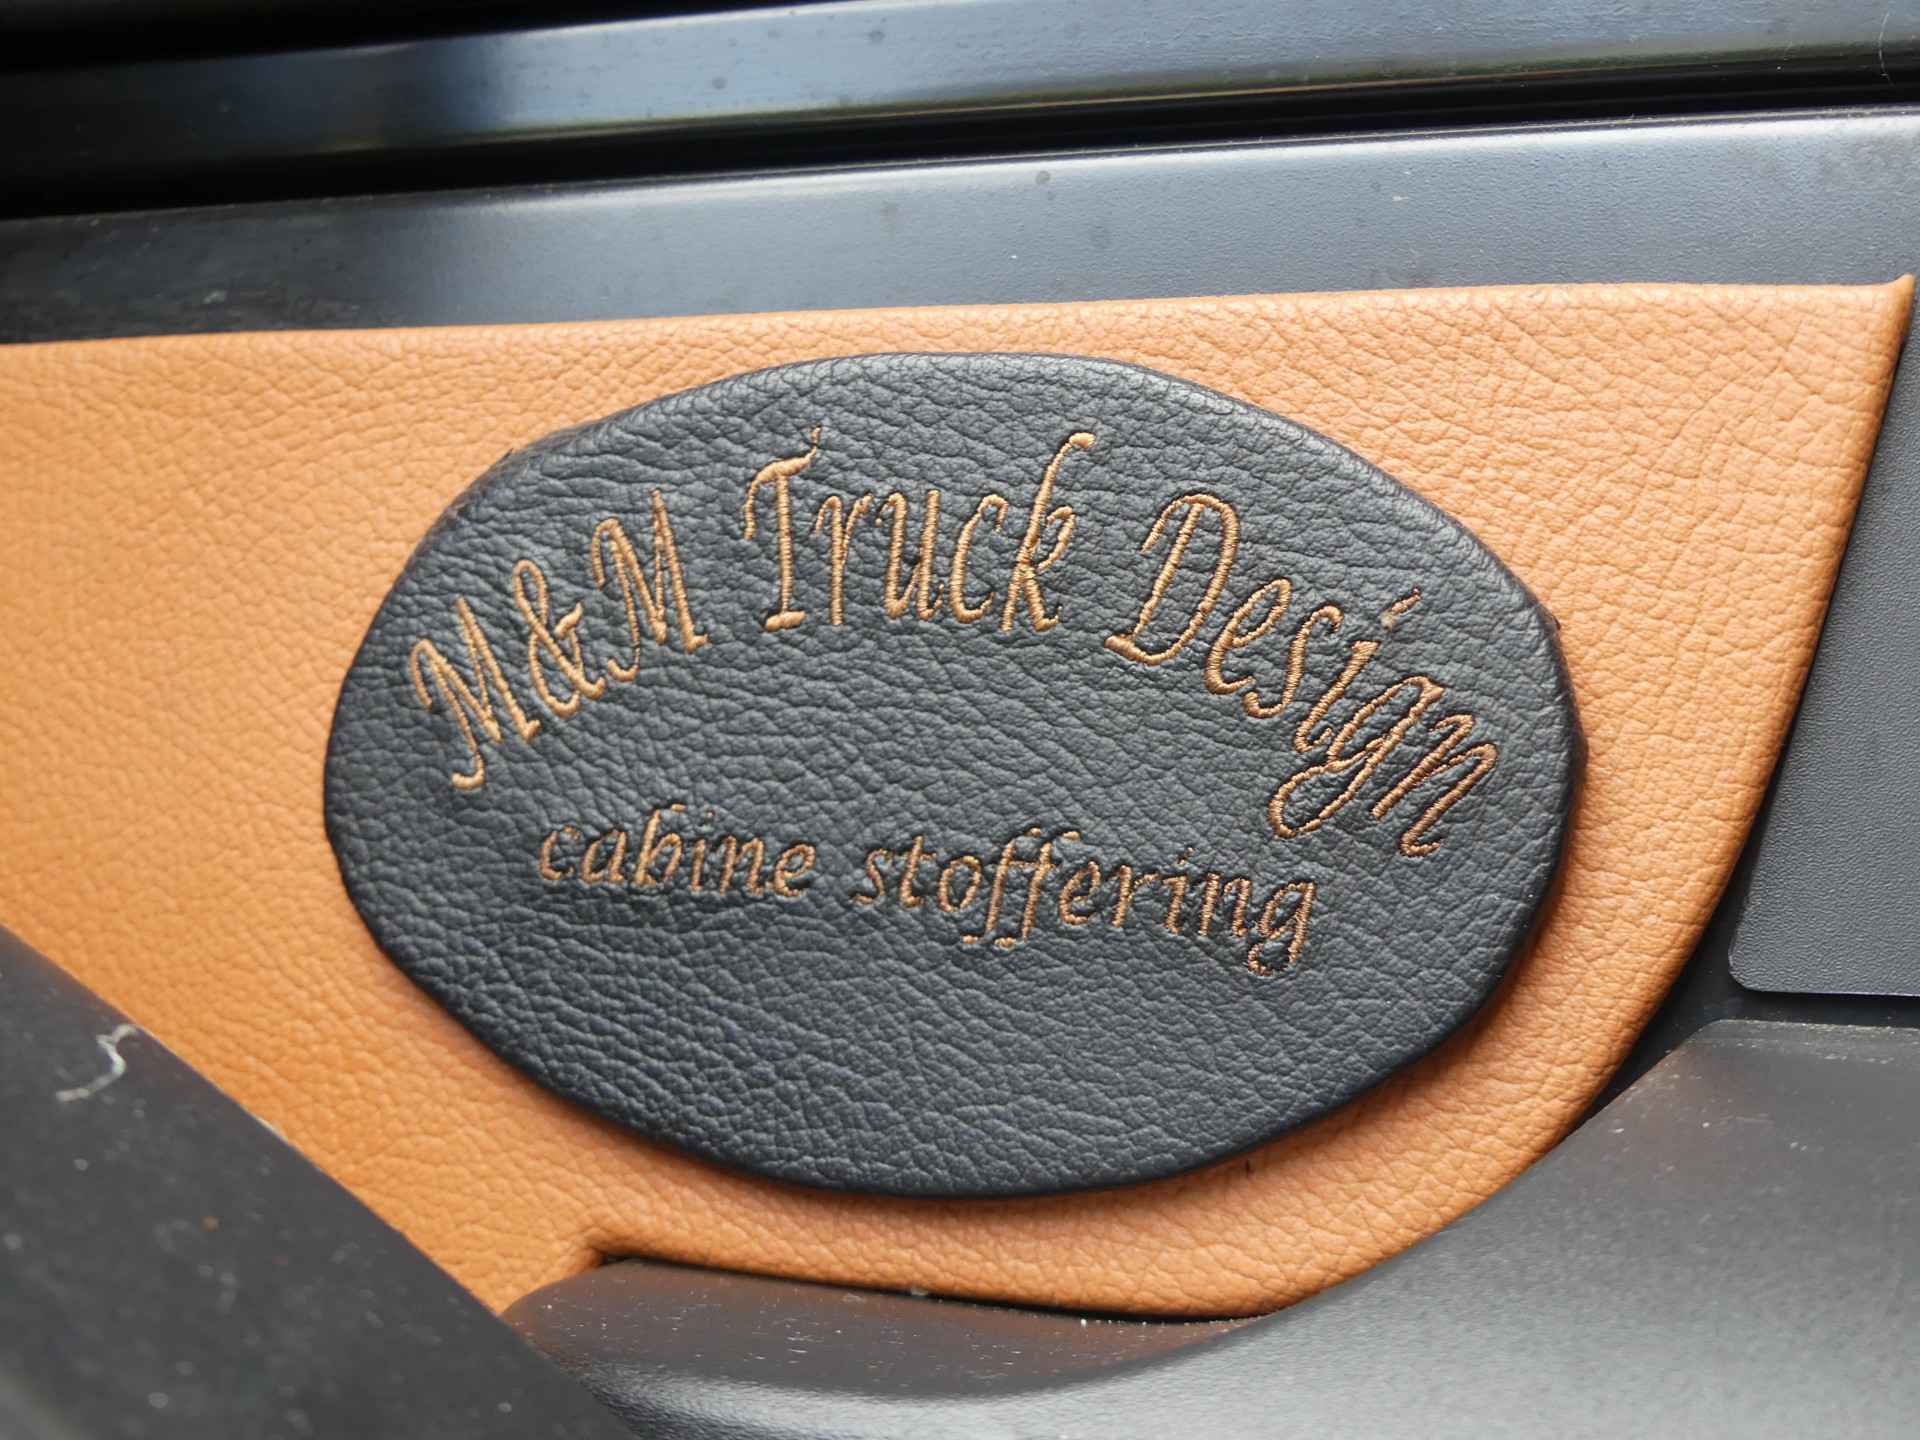 M&M Truck Design
cabine stoffering